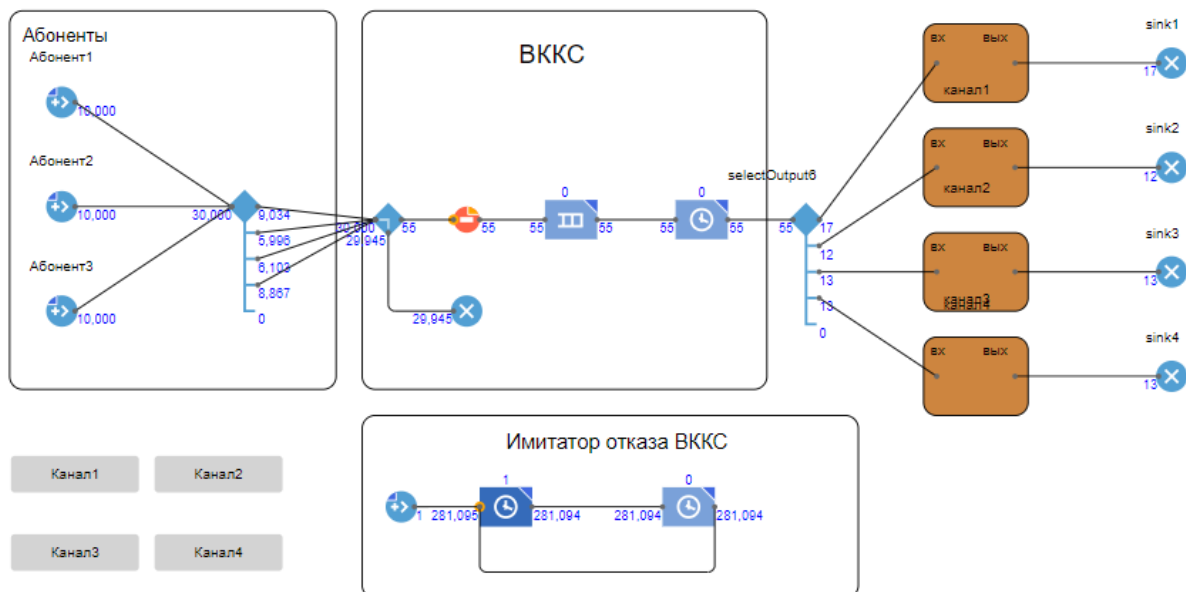 Абоненты
Абонент1
10,000
Абонент2
10,000
Абонент3
10,000
30,000
9,034
5,996
6,103
8,867
0
ВККС
30,000
29,945
55
55
29,945
0
55
55
0
55
55
selectOutput6
55
17
12
13
13
0
вх
вых
канал1
sink1
17
вх
вых
канал2
sink2
12
вх
вых
канал3
канал4
sink3
13
вх
вых
sink4
13
Имитатор отказа ВККС
1
281,095
1
281,094
281,094
0
281,094
Канал1
Канал2
Канал3
Канал4